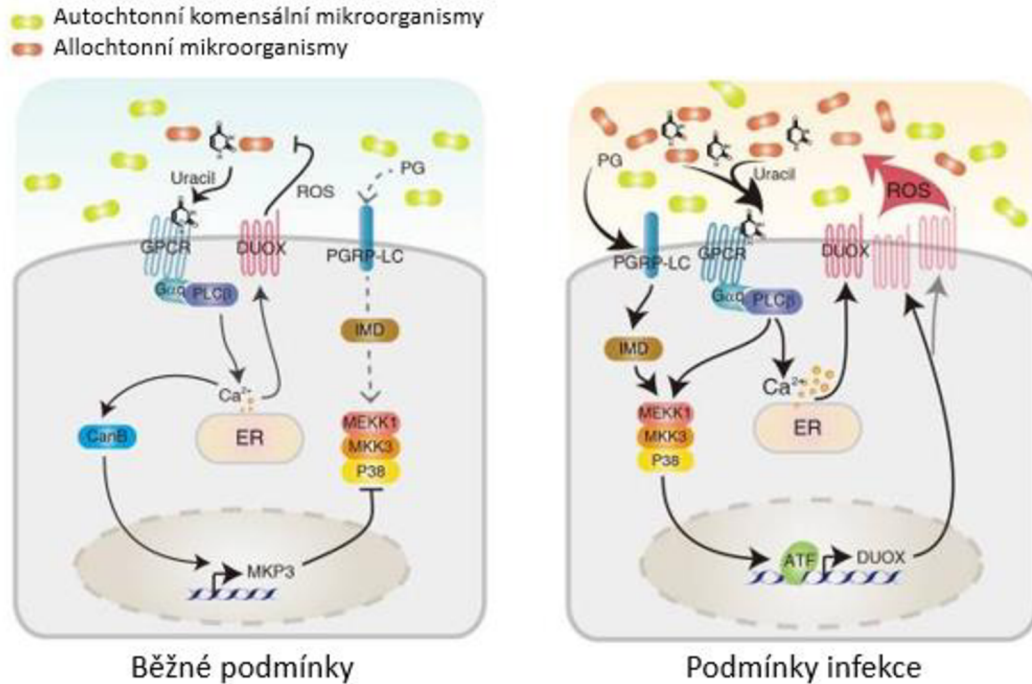 Autochtonní komensální mikroorganismy
Allochtonní mikroorganismy
Uracil
ROS
PG
GPCR
DUOX
PGRP-LC
Gαq
PLCβ
IMD
Ca²⁺
CanB
ER
MEKK1
MKK3
P38
MKP3
Běžné podmínky
PG
Uracil
ROS
PGRP-LC
GPCR
DUOX
Gαq
PLCβ
IMD
Ca²⁺
MEKK1
MKK3
P38
ER
ATF
DUOX
Podmínky infekce